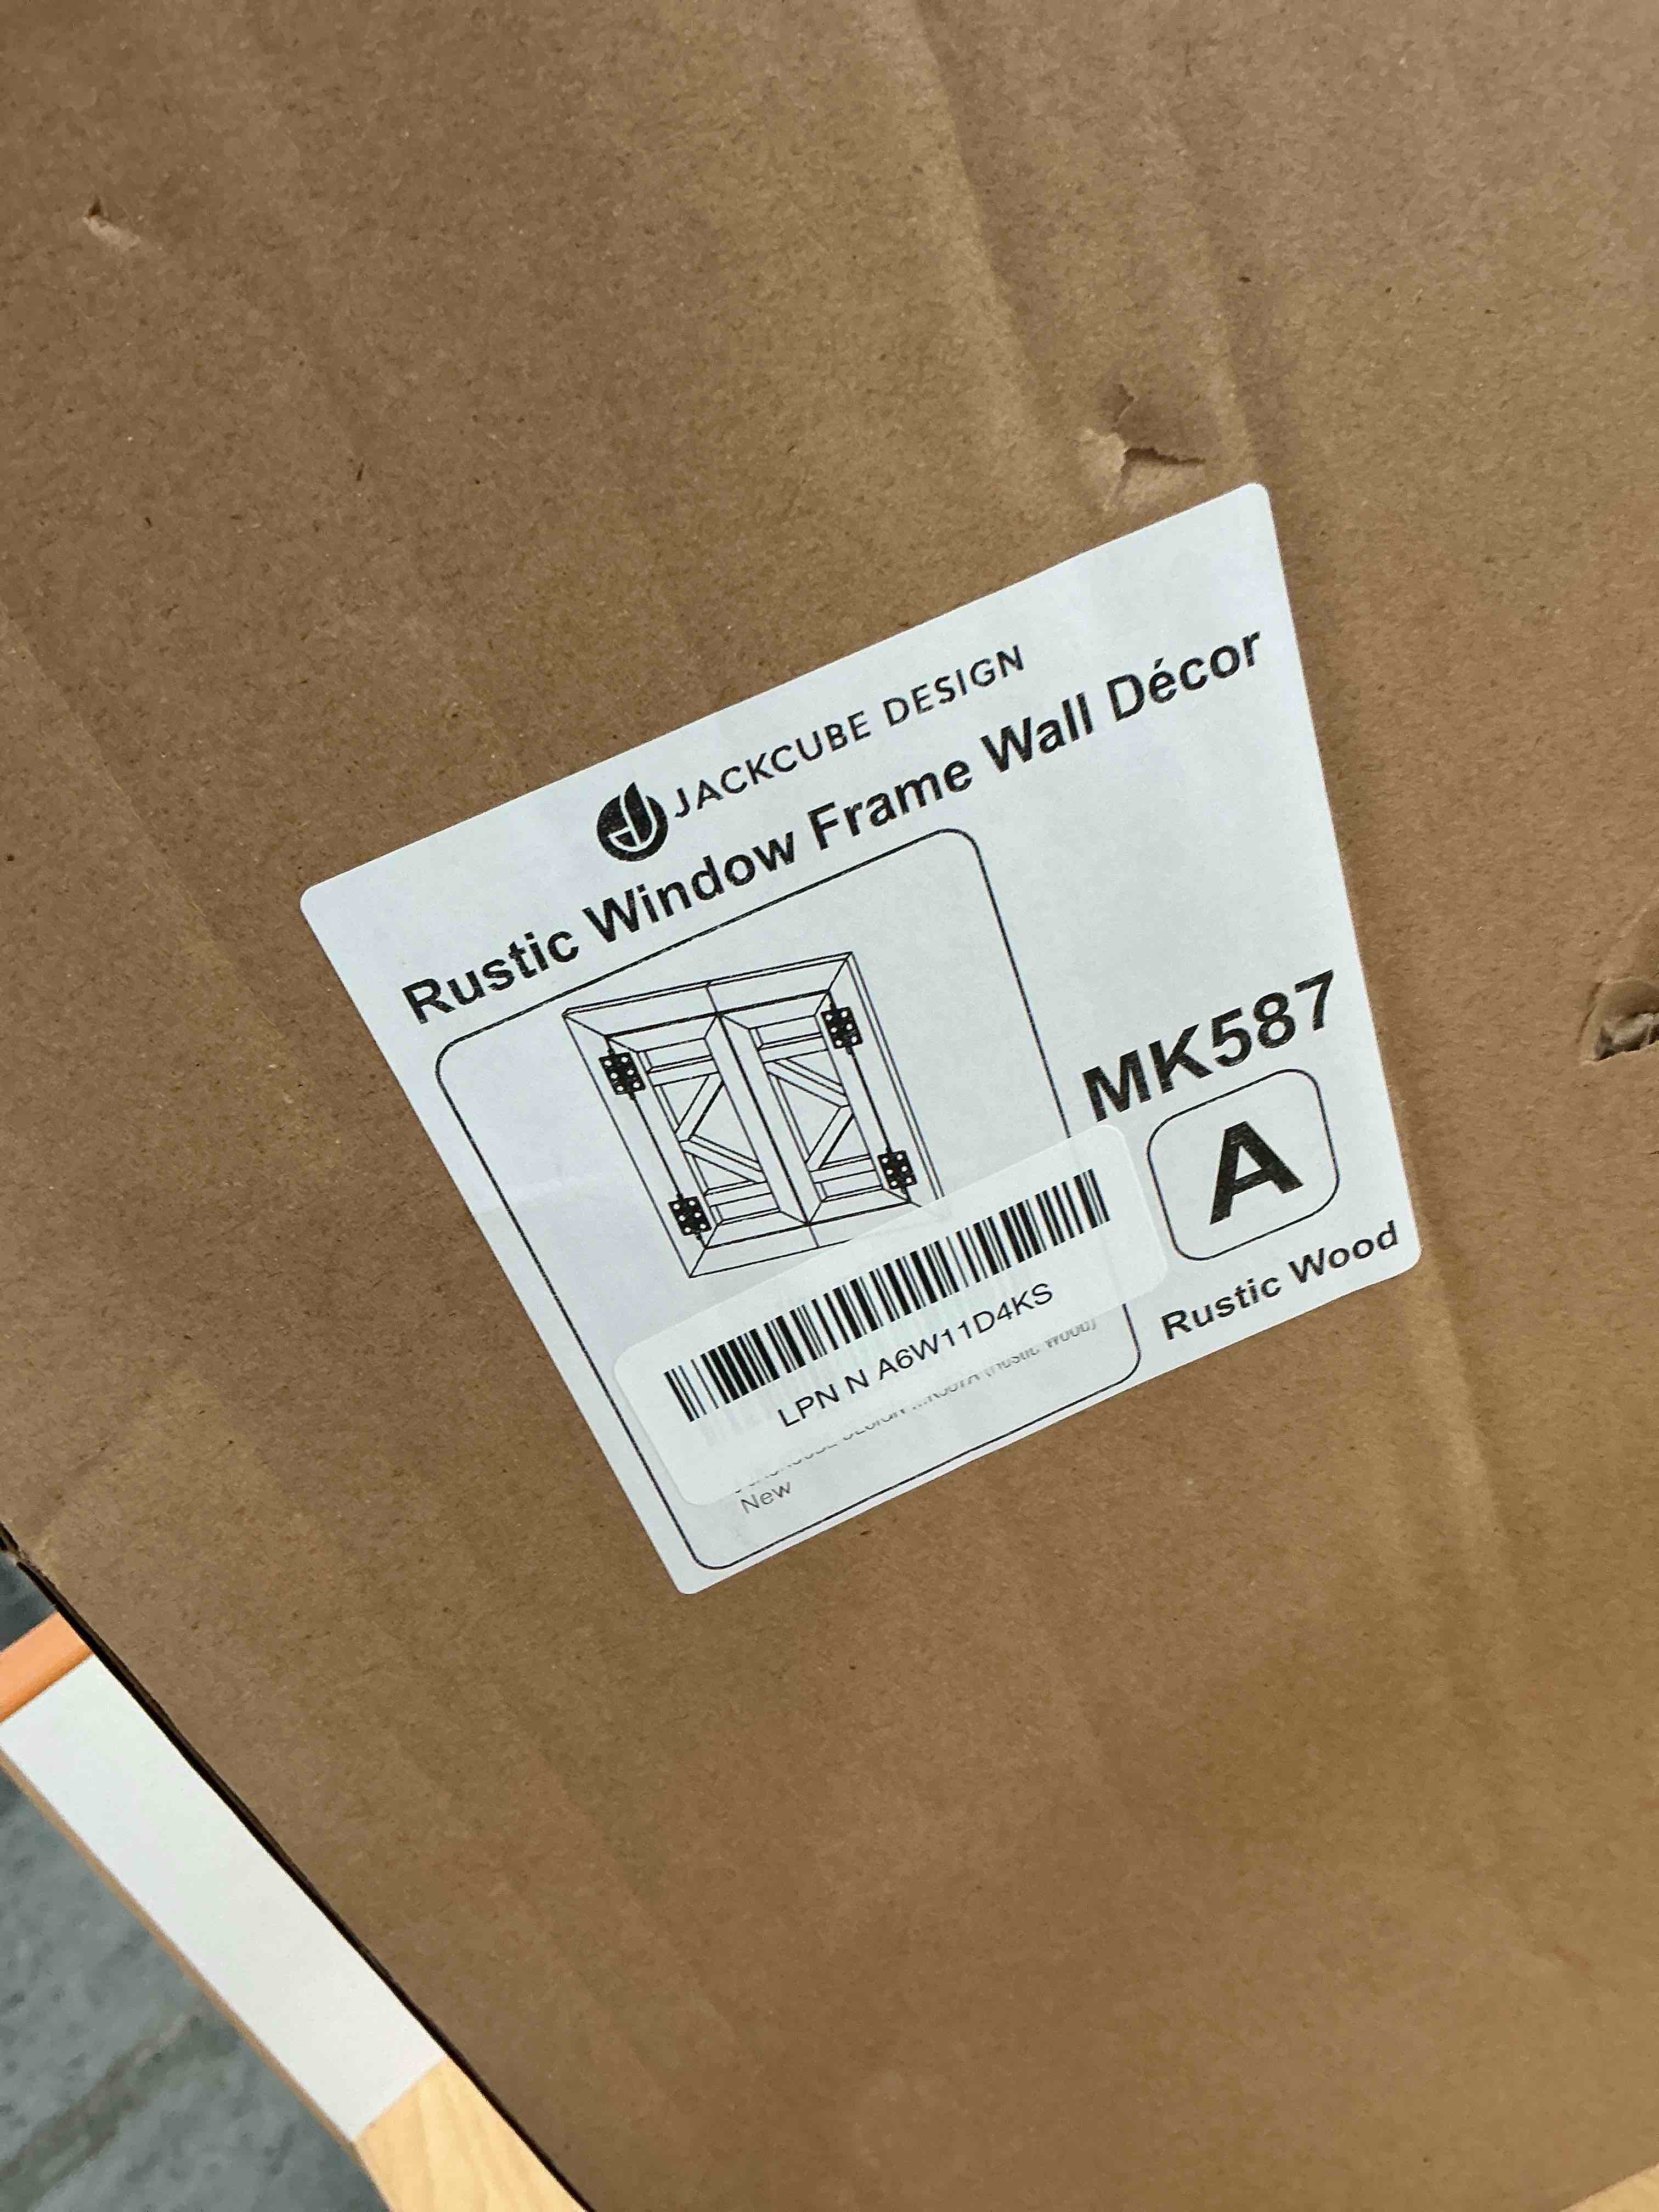 JACKCUBE DESIGN
Rustic Window Frame Wall Décor
MK587
A
Rustic Wood
LPN N A6W11D4KS
New